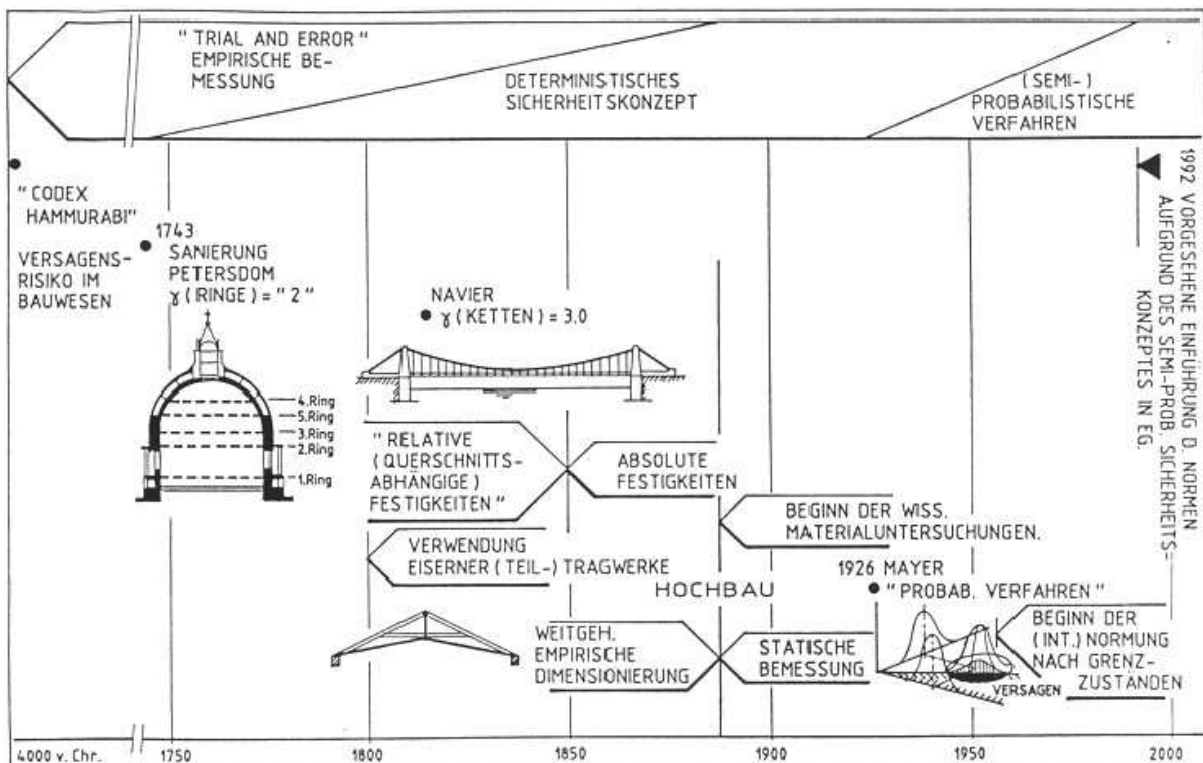 " TRIAL AND ERROR "
EMPIRISCHE BE-
MESSUNG
DETERMINISTISCHES
SICHERHEITSKONZEPT
(SEMI-)
PROBABILISTISCHE
VERFAHREN
" CODEX
HAMMURABI"
VERSAGENS-
RISIKO IM
BAUWESEN
1743
SANIERUNG
PETERSDOM
γ (RINGE) = " 2 "
4.Ring
5.Ring
3.Ring
2.Ring
1.Ring
NAVIER
γ (KETTEN) = 3,0
1992 VORGESEHENE EINFÜHRUNG D. NORMEN
AUFGRUND DES SEMI-PROB. SICHERHEITS-
KONZEPTES IN EG.
" RELATIVE
(QUERSCHNITTS-
ABHÄNGIGE)
FESTIGKEITEN "
ABSOLUTE
FESTIGKEITEN
BEGINN DER WISS.
MATERIALUNTERSUCHUNGEN.
VERWENDUNG
EISERNER (TEIL-) TRAGWERKE
HOCHBAU
1926 MAYER
" PROBAB. VERFAHREN "
WEITGEH.
EMPIRISCHE
DIMENSIONIERUNG
STATISCHE
BEMESSUNG
VERSAGEN
BEGINN DER
(INT.) NORMUNG
NACH GRENZ-
ZUSTÄNDEN
4000 v. Chr.
1750
1800
1850
1900
1950
2000